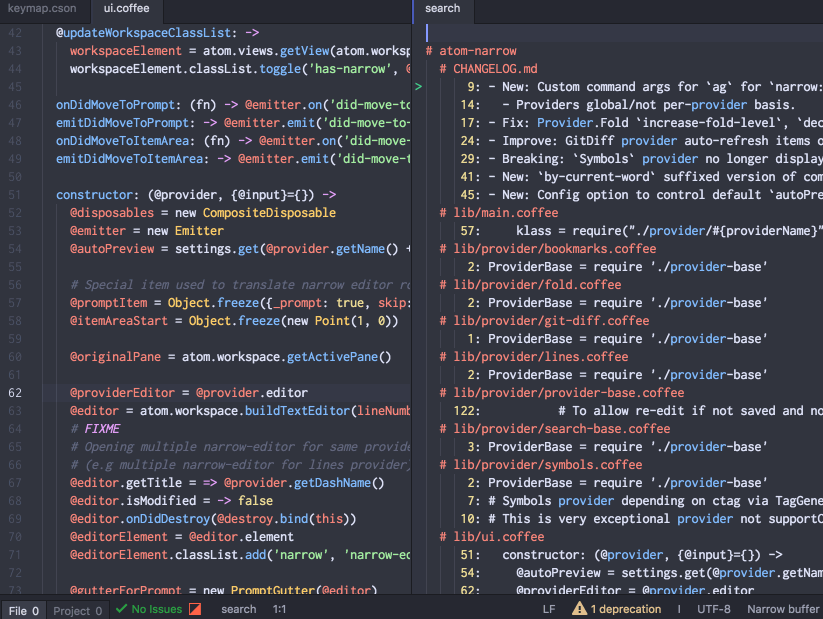 keymap.cson
ui.coffee
42 @updateWorkspaceClassList: ->
43 workspaceElement = atom.views.getView(atom.worksp
44 workspaceElement.classList.toggle('has-narrow', @
45
46 onDidMoveToPrompt: (fn) -> @emitter.on('did-move-to
47 emitDidMoveToPrompt: -> @emitter.emit('did-move-to-
48 onDidMoveToItemArea: (fn) -> @emitter.on('did-move-
49 emitDidMoveToItemArea: -> @emitter.emit('did-move-t
50
51 constructor: (@provider, {@input}={}) ->
52 @disposables = new CompositeDisposable
53 @emitter = new Emitter
54 @autoPreview = settings.get(@provider.getName() +
55
56 # Special item used to translate narrow editor ro
57 @promptItem = Object.freeze({_prompt: true, skip:
58 @itemAreaStart = Object.freeze(new Point(1, 0))
59
60 @originalPane = atom.workspace.getActivePane()
61
62 @providerEditor = @provider.editor
63 @editor = atom.workspace.buildTextEditor(lineNumb
64 # FIXME
65 # Opening multiple narrow-editor for same provide
66 # (e.g multiple narrow-editor for lines provider)
67 @editor.getTitle = => @provider.getDashName()
68 @editor.isModified = -> false
69 @editor.onDidDestroy(@destroy.bind(this))
70 @editorElement = @editor.element
71 @editorElement.classList.add('narrow', 'narrow-ed
72
73 @gutterForPrompt = new PromptGutter(@editor)
search
# atom-narrow
# CHANGELOG.md
> 9: - New: Custom command args for `ag` for `narrow:
14: - Providers global/not per-provider basis.
17: - Fix: Provider.Fold `increase-fold-level`, `dec
24: - Improve: GitDiff provider auto-refresh items o
29: - Breaking: `Symbols` provider no longer display
41: - New: `by-current-word` suffixed version of com
45: - New: Config option to control default `autoPre
# lib/main.coffee
57: klass = require("./provider/#{providerName}"
# lib/provider/bookmarks.coffee
2: ProviderBase = require './provider-base'
# lib/provider/fold.coffee
2: ProviderBase = require './provider-base'
# lib/provider/git-diff.coffee
1: ProviderBase = require './provider-base'
# lib/provider/lines.coffee
2: ProviderBase = require './provider-base'
# lib/provider/provider-base.coffee
122: # To allow re-edit if not saved and no
# lib/provider/search-base.coffee
3: ProviderBase = require './provider-base'
# lib/provider/symbols.coffee
2: ProviderBase = require './provider-base'
7: # Symbols provider depending on ctag via TagGene
10: # This is very exceptional provider not supportC
# lib/ui.coffee
51: constructor: (@provider, {@input}={}) ->
54: @autoPreview = settings.get(@provider.getNam
62: @providerEditor = @provider.editor
File 0 Project 0 No Issues search 1:1 LF 1 deprecation I UTF-8 Narrow buffer